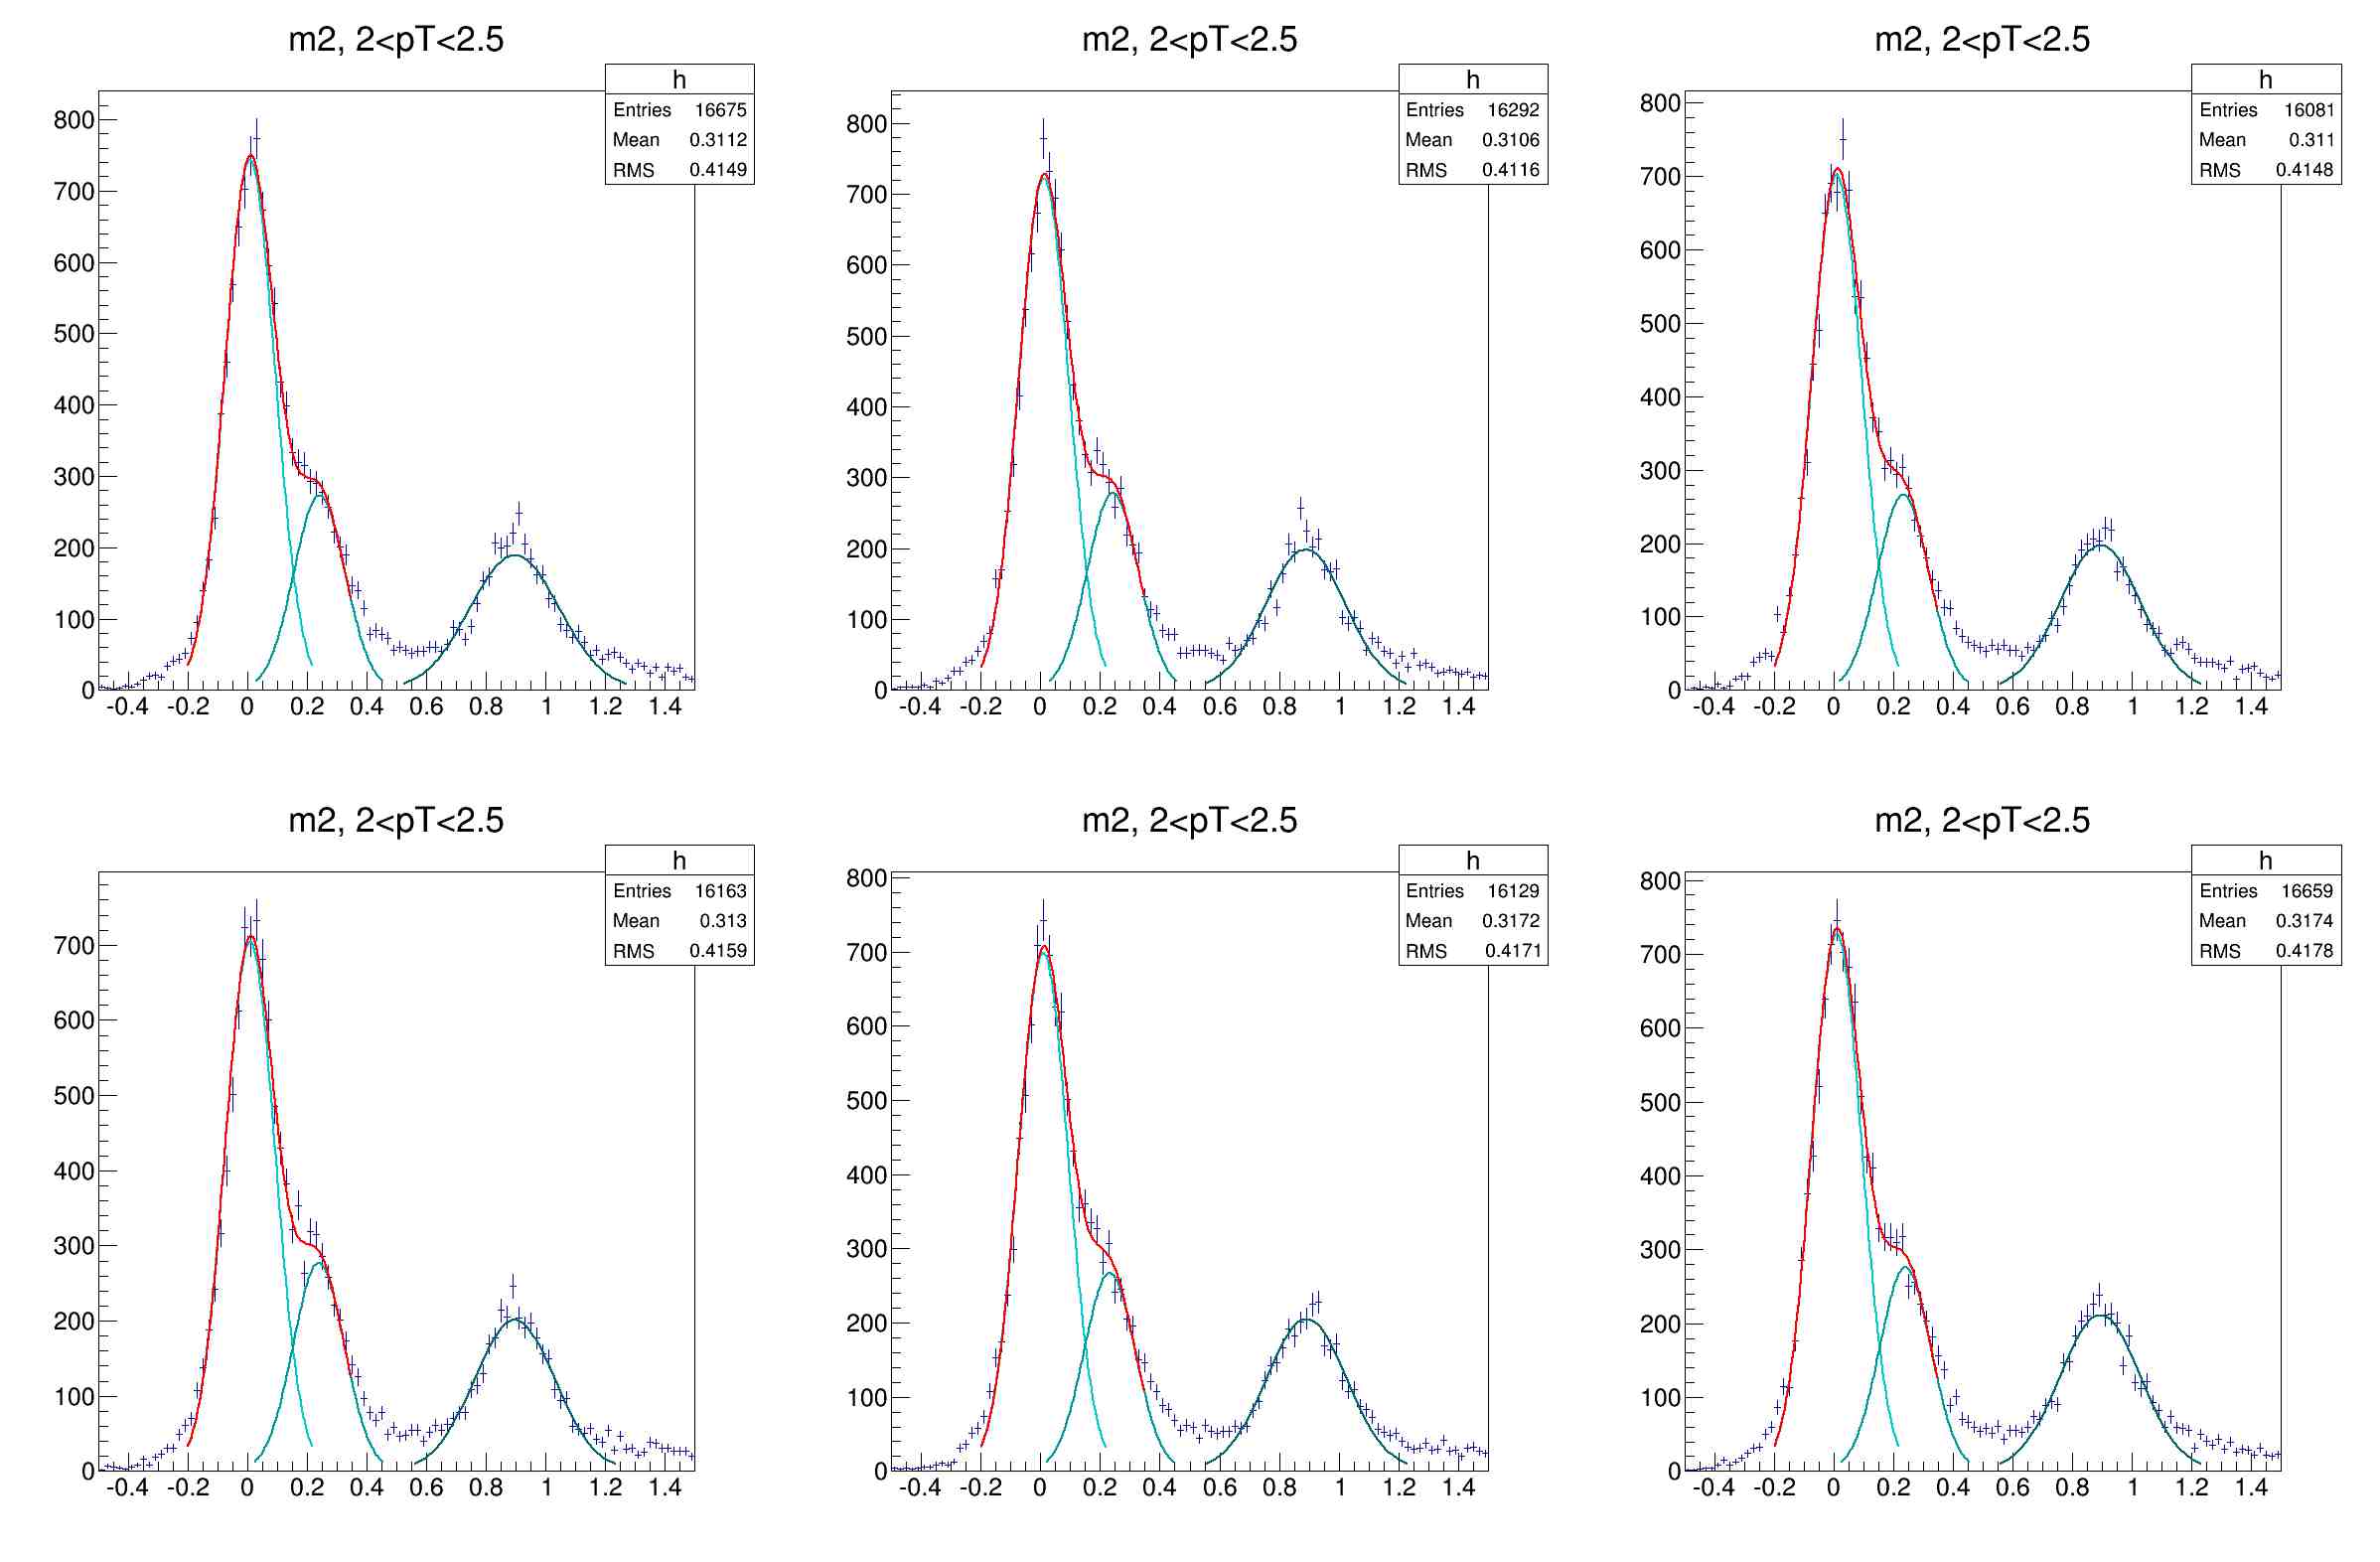 m2, 2<pT<2.5
h
Entries 16675
Mean 0.3112
RMS 0.4149
800
700
600
500
400
300
200
100
0
-0.4 -0.2 0 0.2 0.4 0.6 0.8 1 1.2 1.4
m2, 2<pT<2.5
h
Entries 16292
Mean 0.3106
RMS 0.4116
800
700
600
500
400
300
200
100
0
-0.4 -0.2 0 0.2 0.4 0.6 0.8 1 1.2 1.4
m2, 2<pT<2.5
h
Entries 16081
Mean 0.311
RMS 0.4148
800
700
600
500
400
300
200
100
0
-0.4 -0.2 0 0.2 0.4 0.6 0.8 1 1.2 1.4
m2, 2<pT<2.5
h
Entries 16163
Mean 0.313
RMS 0.4159
700
600
500
400
300
200
100
0
-0.4 -0.2 0 0.2 0.4 0.6 0.8 1 1.2 1.4
m2, 2<pT<2.5
h
Entries 16129
Mean 0.3172
RMS 0.4171
800
700
600
500
400
300
200
100
0
-0.4 -0.2 0 0.2 0.4 0.6 0.8 1 1.2 1.4
m2, 2<pT<2.5
h
Entries 16659
Mean 0.3174
RMS 0.4178
800
700
600
500
400
300
200
100
0
-0.4 -0.2 0 0.2 0.4 0.6 0.8 1 1.2 1.4